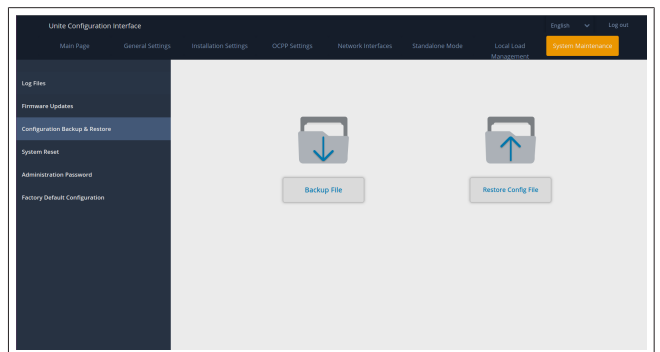 Unite Configuration Interface
English
Log out
Main Page
General Settings
Installation Settings
OCPP Settings
Network Interfaces
Standalone Mode
Local Load
Management
System Maintenance
Log Files
Firmware Updates
Configuration Backup & Restore
System Reset
Administration Password
Factory Default Configuration
Backup File
Restore Config File